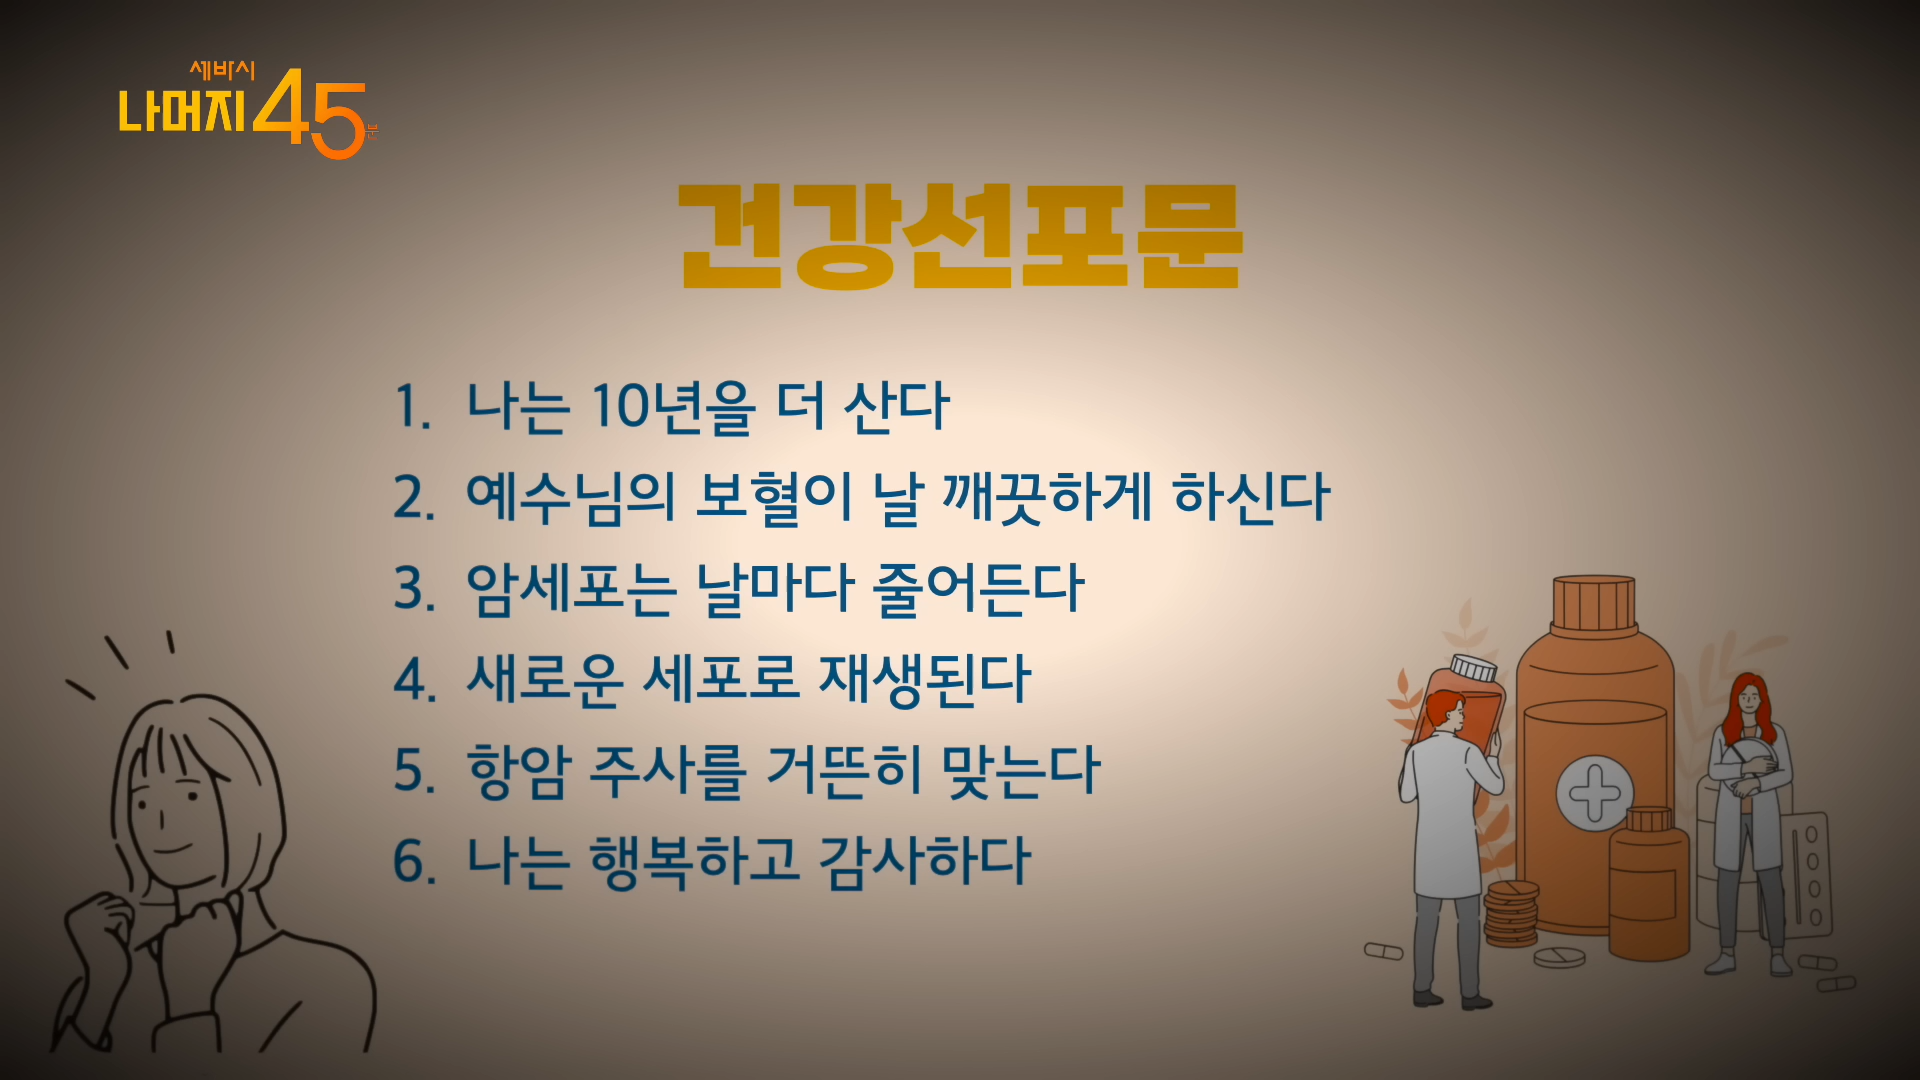 세바시
나머지45분
건강선포문
1. 나는 10년을 더 산다
2. 예수님의 보혈이 날 깨끗하게 하신다
3. 암세포는 날마다 줄어든다
4. 새로운 세포로 재생된다
5. 항암 주사를 거뜬히 맞는다
6. 나는 행복하고 감사하다